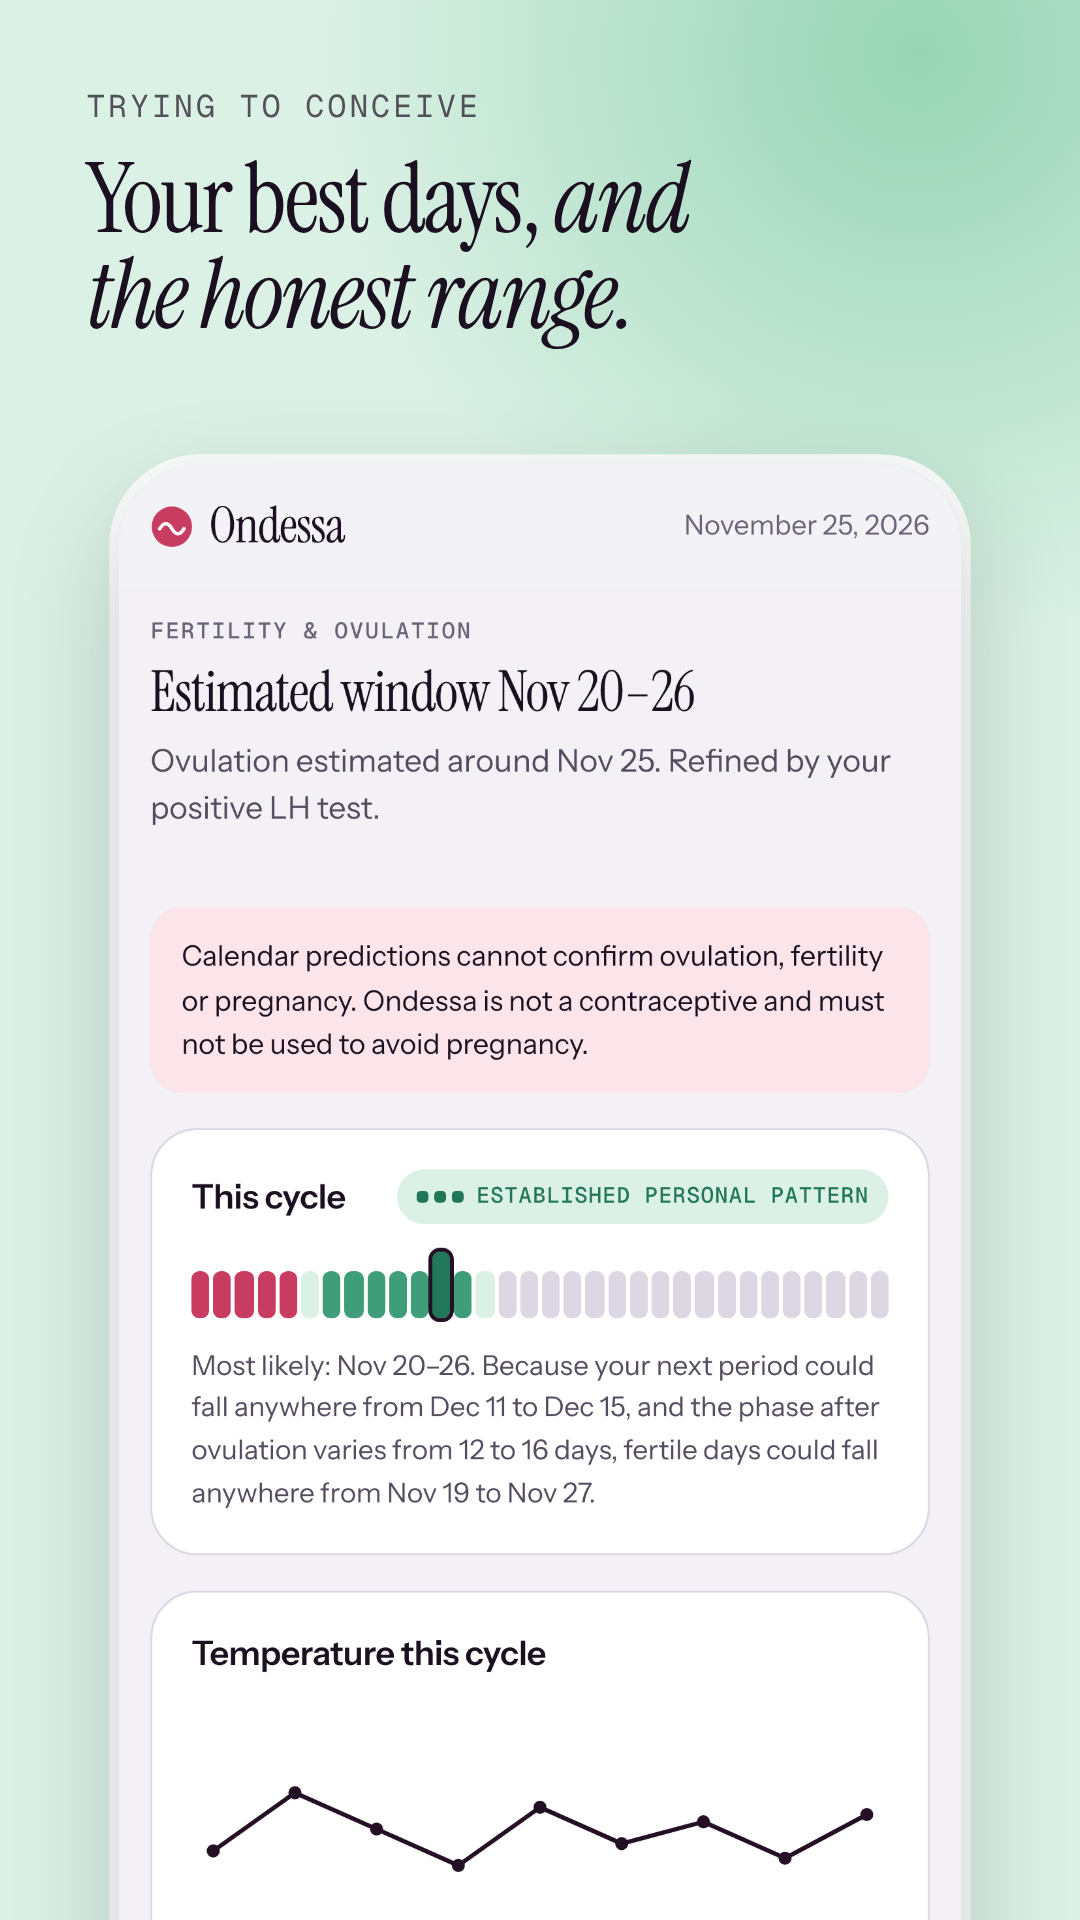 TRYING TO CONCEIVE
Your best days, and
the honest range.
Ondessa
November 25, 2026
FERTILITY & OVULATION
Estimated window Nov 20–26
Ovulation estimated around Nov 25. Refined by your
positive LH test.
Calendar predictions cannot confirm ovulation, fertility
or pregnancy. Ondessa is not a contraceptive and must
not be used to avoid pregnancy.
This cycle
ESTABLISHED PERSONAL PATTERN
Most likely: Nov 20–26. Because your next period could
fall anywhere from Dec 11 to Dec 15, and the phase after
ovulation varies from 12 to 16 days, fertile days could fall
anywhere from Nov 19 to Nov 27.
Temperature this cycle